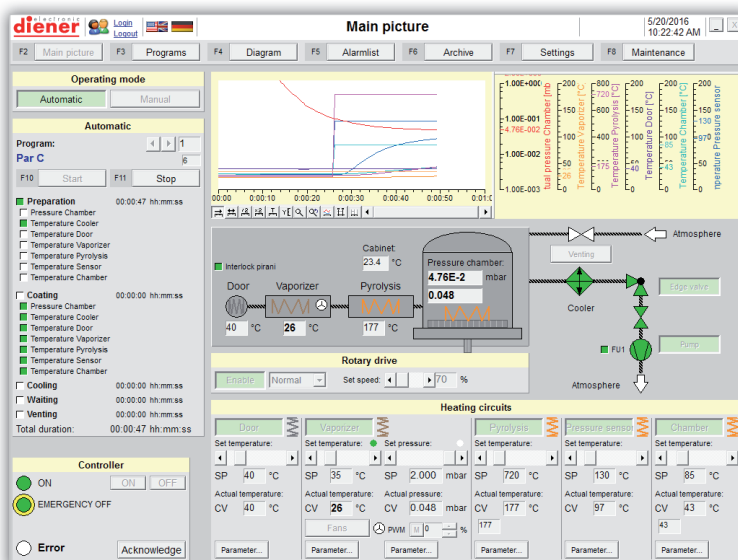 electronic
diener
Login
Logout
Main picture
5/20/2016
10:22:42 AM
F2 Main picture F3 Programs F4 Diagram F5 Alarmlist F6 Archive F7 Settings F8 Maintenance
Operating mode
Automatic Manual
Automatic
Program: 1
Par C 6
F10 Start F11 Stop
Preparation 00:00:47 hh:mm:ss
Pressure Chamber
Temperature Cooler
Temperature Door
Temperature Vaporizer
Temperature Pyrolysis
Temperature Sensor
Temperature Chamber
Coating 00:00:00 hh:mm:ss
Pressure Chamber
Temperature Cooler
Temperature Door
Temperature Vaporizer
Temperature Pyrolysis
Temperature Sensor
Temperature Chamber
Cooling 00:00:00 hh:mm:ss
Waiting 00:00:00 hh:mm:ss
Venting 00:00:00 hh:mm:ss
Total duration: 00:00:47 hh:mm:ss
Controller
ON ON OFF
EMERGENCY OFF
Error Acknowledge
00:00 0:00:10 0:00:20 0:00:30 0:00:40 0:00:50 0:01:
1.00E+000 200 800 200 200 200
720
150 600 150 150 150
130
1.00E-001
4.76E-002
100 400 100 100 100
97
85
1.00E-002
50 200 50 50 50
175
26 40 43
1.00E-003 0 0 0 0 0
tual pressure Chamber [mb
Temperature Vaporizer [°C
Temperature Pyrolysis [°C]
Temperature Door [°C]
Temperature Chamber [°C]
mperature Pressure sensor
Interlock pirani
Cabinet:
23.4 °C
Door Vaporizer Pyrolysis
40 °C 26 °C 177 °C
Pressure chamber:
4.76E-2 mbar
0.048
Atmosphere
Venting
Cooler
Edge valve
FU1
Pump
Atmosphere
Rotary drive
Enable Normal Set speed: 70 %
Heating circuits
Door Vaporizer Pyrolysis Pressure sensor Chamber
Set temperature: Set temperature: Set pressure: Set temperature: Set temperature: Set temperature:
SP 40 °C SP 35 °C SP 2.000 mbar SP 720 °C SP 130 °C SP 85 °C
Actual temperature: Actual temperature: Actual pressure: Actual temperature: Actual temperature: Actual temperature:
CV 40 °C CV 26 °C CV 0.048 mbar CV 177 °C CV 97 °C CV 43 °C
Fans PWM M 0 % 177 43
Parameter... Parameter... Parameter... Parameter... Parameter... Parameter...